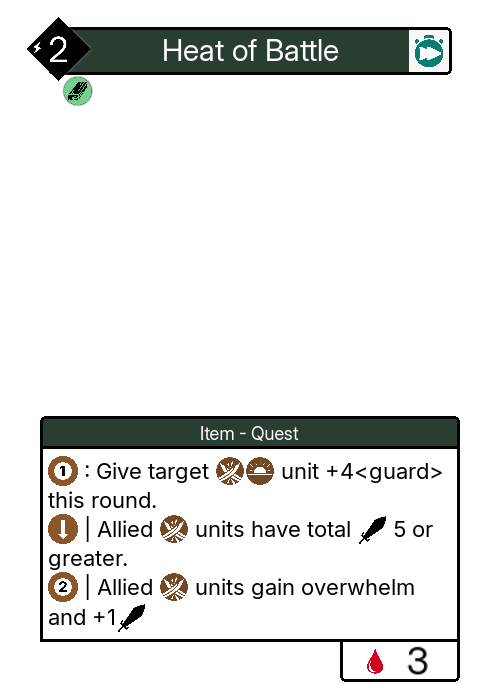 2 Heat of Battle
Item - Quest
1 : Give target unit +4<guard>
this round.
| Allied units have total 5 or
greater.
2 | Allied units gain overwhelm
and +1
3